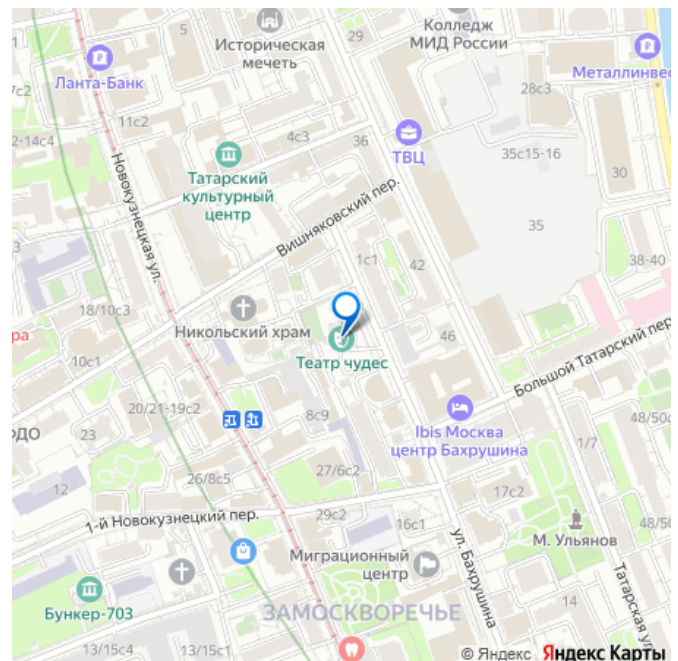 Колледж
МИД России
5
29
Историческая
мечеть
Ланта-Банк
Металлинвес
7с2
28с3
11с2
2-14с4
4с3
36
ТВЦ
35с15-16
30
Татарский
культурный
центр
Новокузнецкая ул.
Вишняковский пер.
35
1с1
42
38-40
18/10с3
Никольский храм
46
ра
10с1
Театр чудес
Большой Татарский пер
20/21-19с2
8с9
ОДО
23
Ibis Москва
центр Бахрушина
48/50с
1/7
27/6с2
26/8с5
12
17с2
1-й Новокузнецкий пер.
29с2
16с1
48/50
М. Ульянов
ул. Бахрушина
Миграционный
центр
Татарская ул
Бункер-703
ЗАМОСКВОРЕЧЬЕ
14
13/15с4
13/15с1
© Яндекс Яндекс Карты